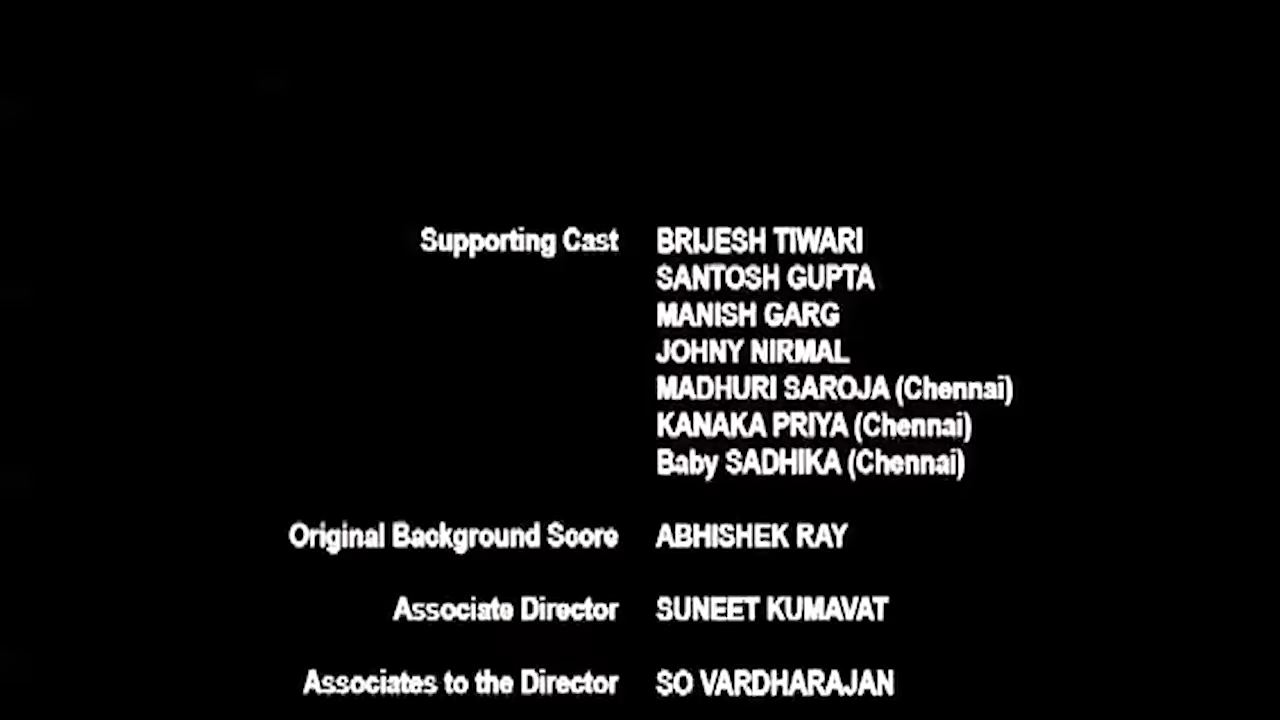 Supporting Cast BRIJESH TIWARI
SANTOSH GUPTA
MANISH GARG
JOHNY NIRMAL
MADHURI SAROJA (Chennai)
KANAKA PRIYA (Chennai)
Baby SADHIKA (Chennai)
Original Background Score ABHISHEK RAY
Associate Director SUNEET KUMAVAT
Associates to the Director SO VARDHARAJAN